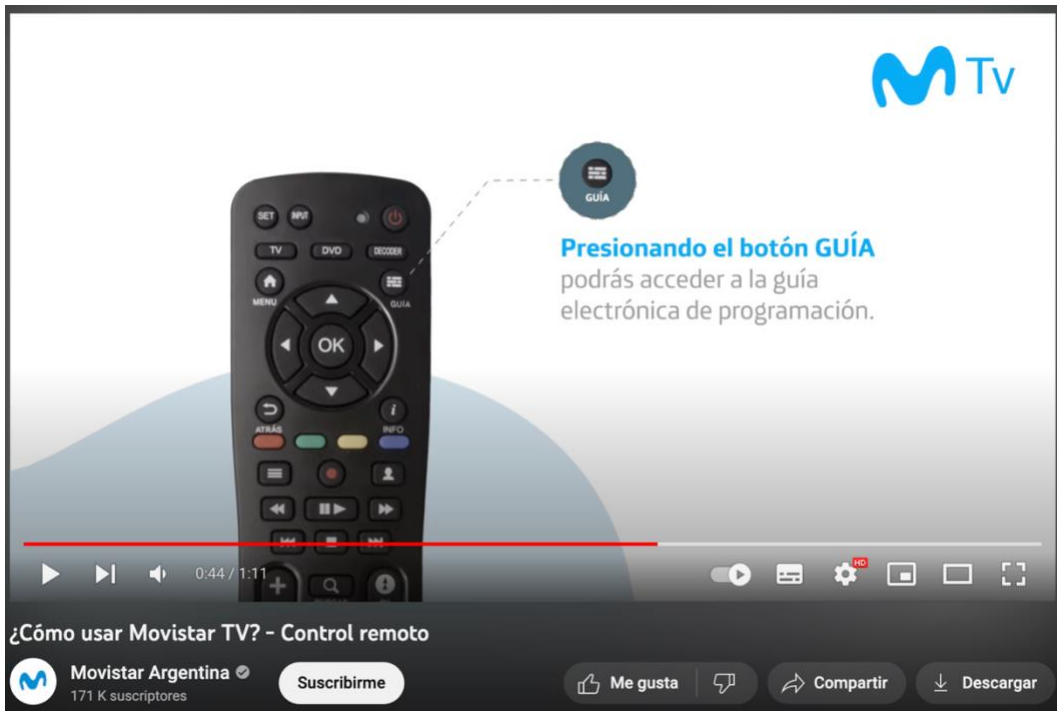 Tv
GUÍA
Presionando el botón GUÍA
podrás acceder a la guía
electrónica de programación.
SET INPUT
TV DVD DECODER
MENU GUIA
OK
i
ATRÁS INFO
0:44 / 1:11
HD
¿Cómo usar Movistar TV? - Control remoto
Movistar Argentina
171 K suscriptores
Suscribirme
Me gusta
Compartir
Descargar